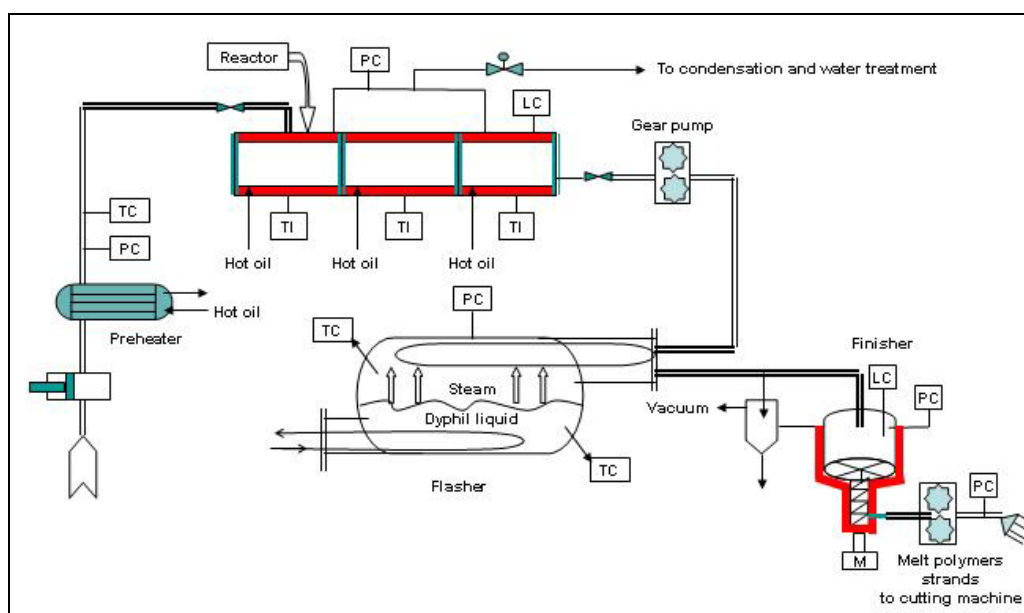 PC
Reactor
To condensation and water treatment
LC
Gear pump
TC
PC
TI
TI
TI
Hot oil
Hot oil
Hot oil
Hot oil
Preheater
PC
TC
Finisher
Steam
LC
PC
Vacuum
Dyphil liquid
TC
Flasher
PC
M
Melt polymers
strands
to cutting machine